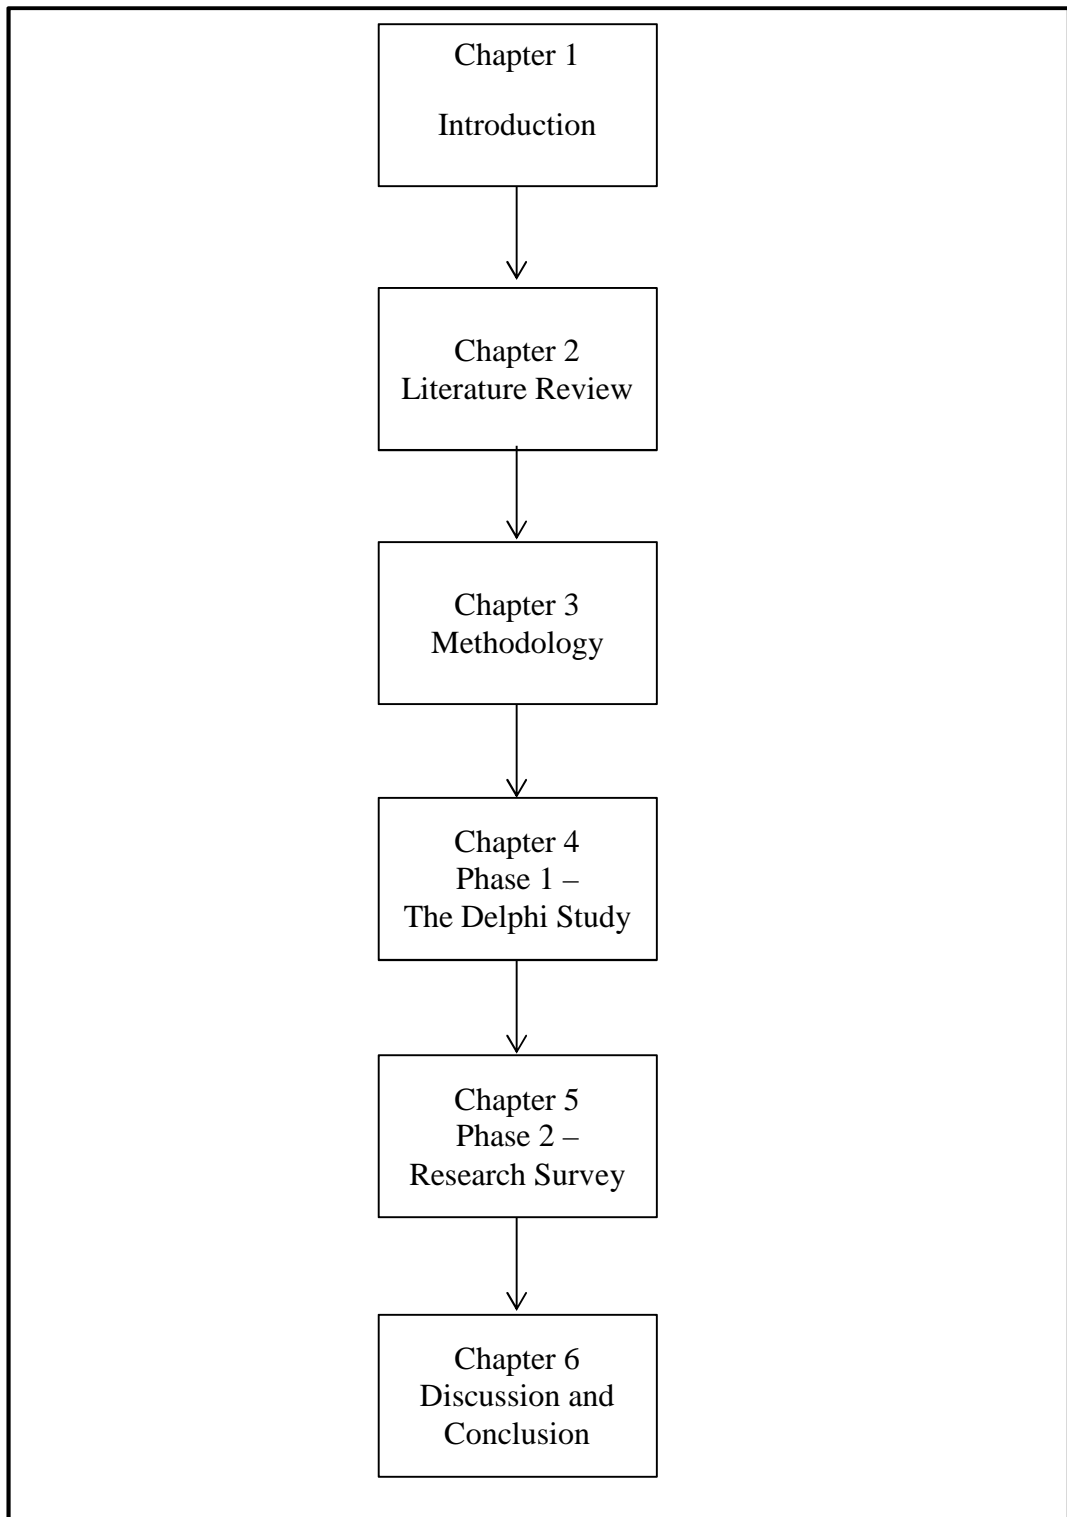 Chapter 1
Introduction
Chapter 2
Literature Review
Chapter 3
Methodology
Chapter 4
Phase 1 –
The Delphi Study
Chapter 5
Phase 2 –
Research Survey
Chapter 6
Discussion and
Conclusion